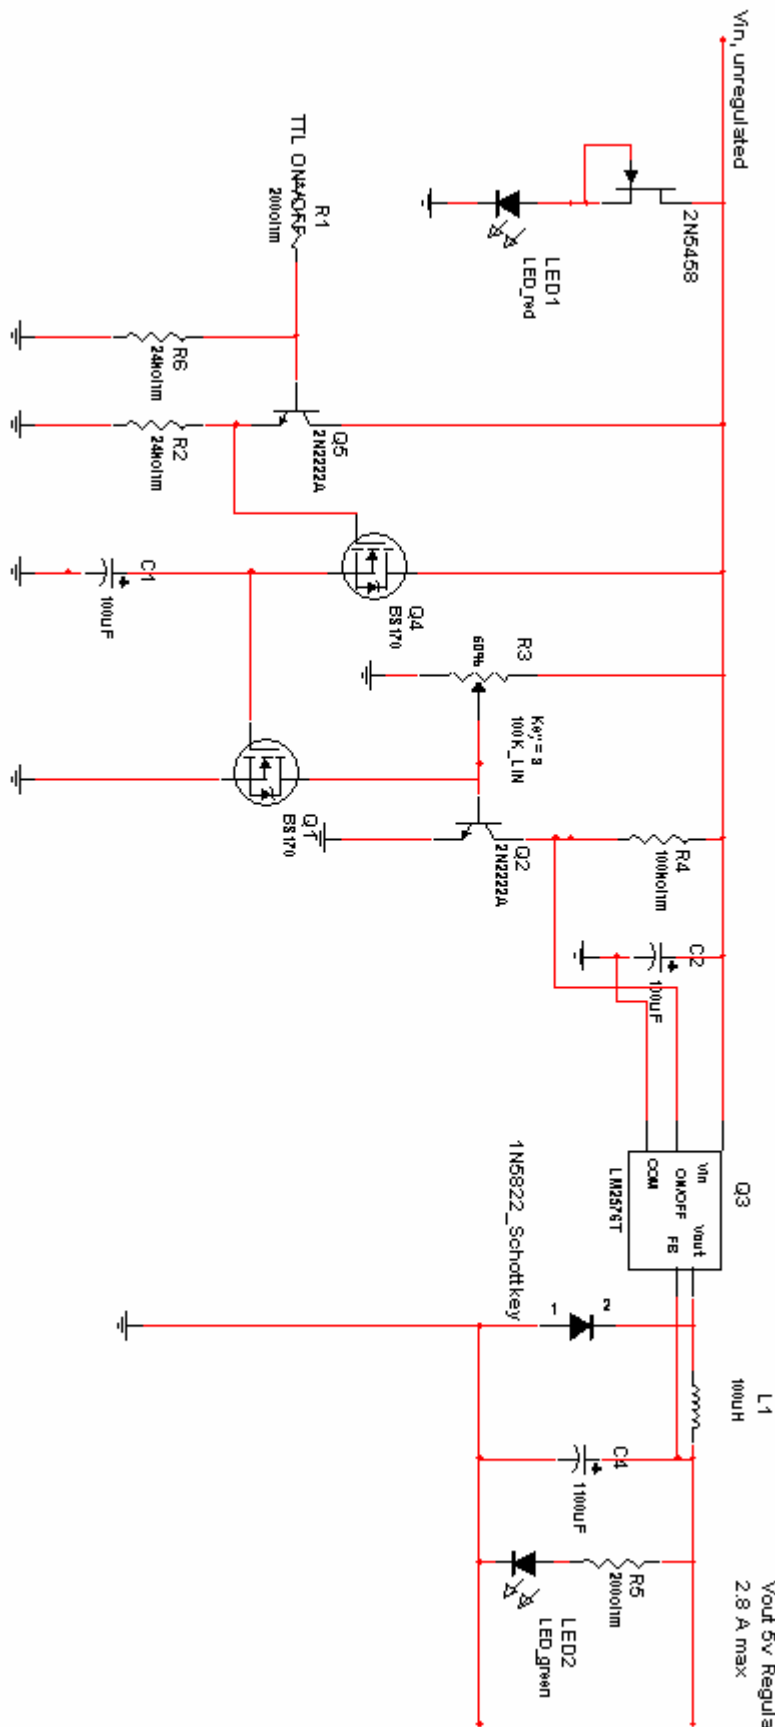 Vin, unregulated
2N5458
LED1
LED_red
TTL ON/OFF
R1
200ohm
R6
24kohm
R2
24kohm
Q5
2N2222A
C1
100uF
Q4
BS170
R3
60%
Key = a
100K_LIN
Q1
BS170
Q2
2N2222A
R4
100kohm
C2
100uF
Q3
Vin
ON/OFF
COM
Vout
FB
LM2576T
1N5822_Schottkey
1
2
L1
100uH
C4
1100uF
R5
200ohm
LED2
LED_green
Vout 5v Regula
2.8 A max